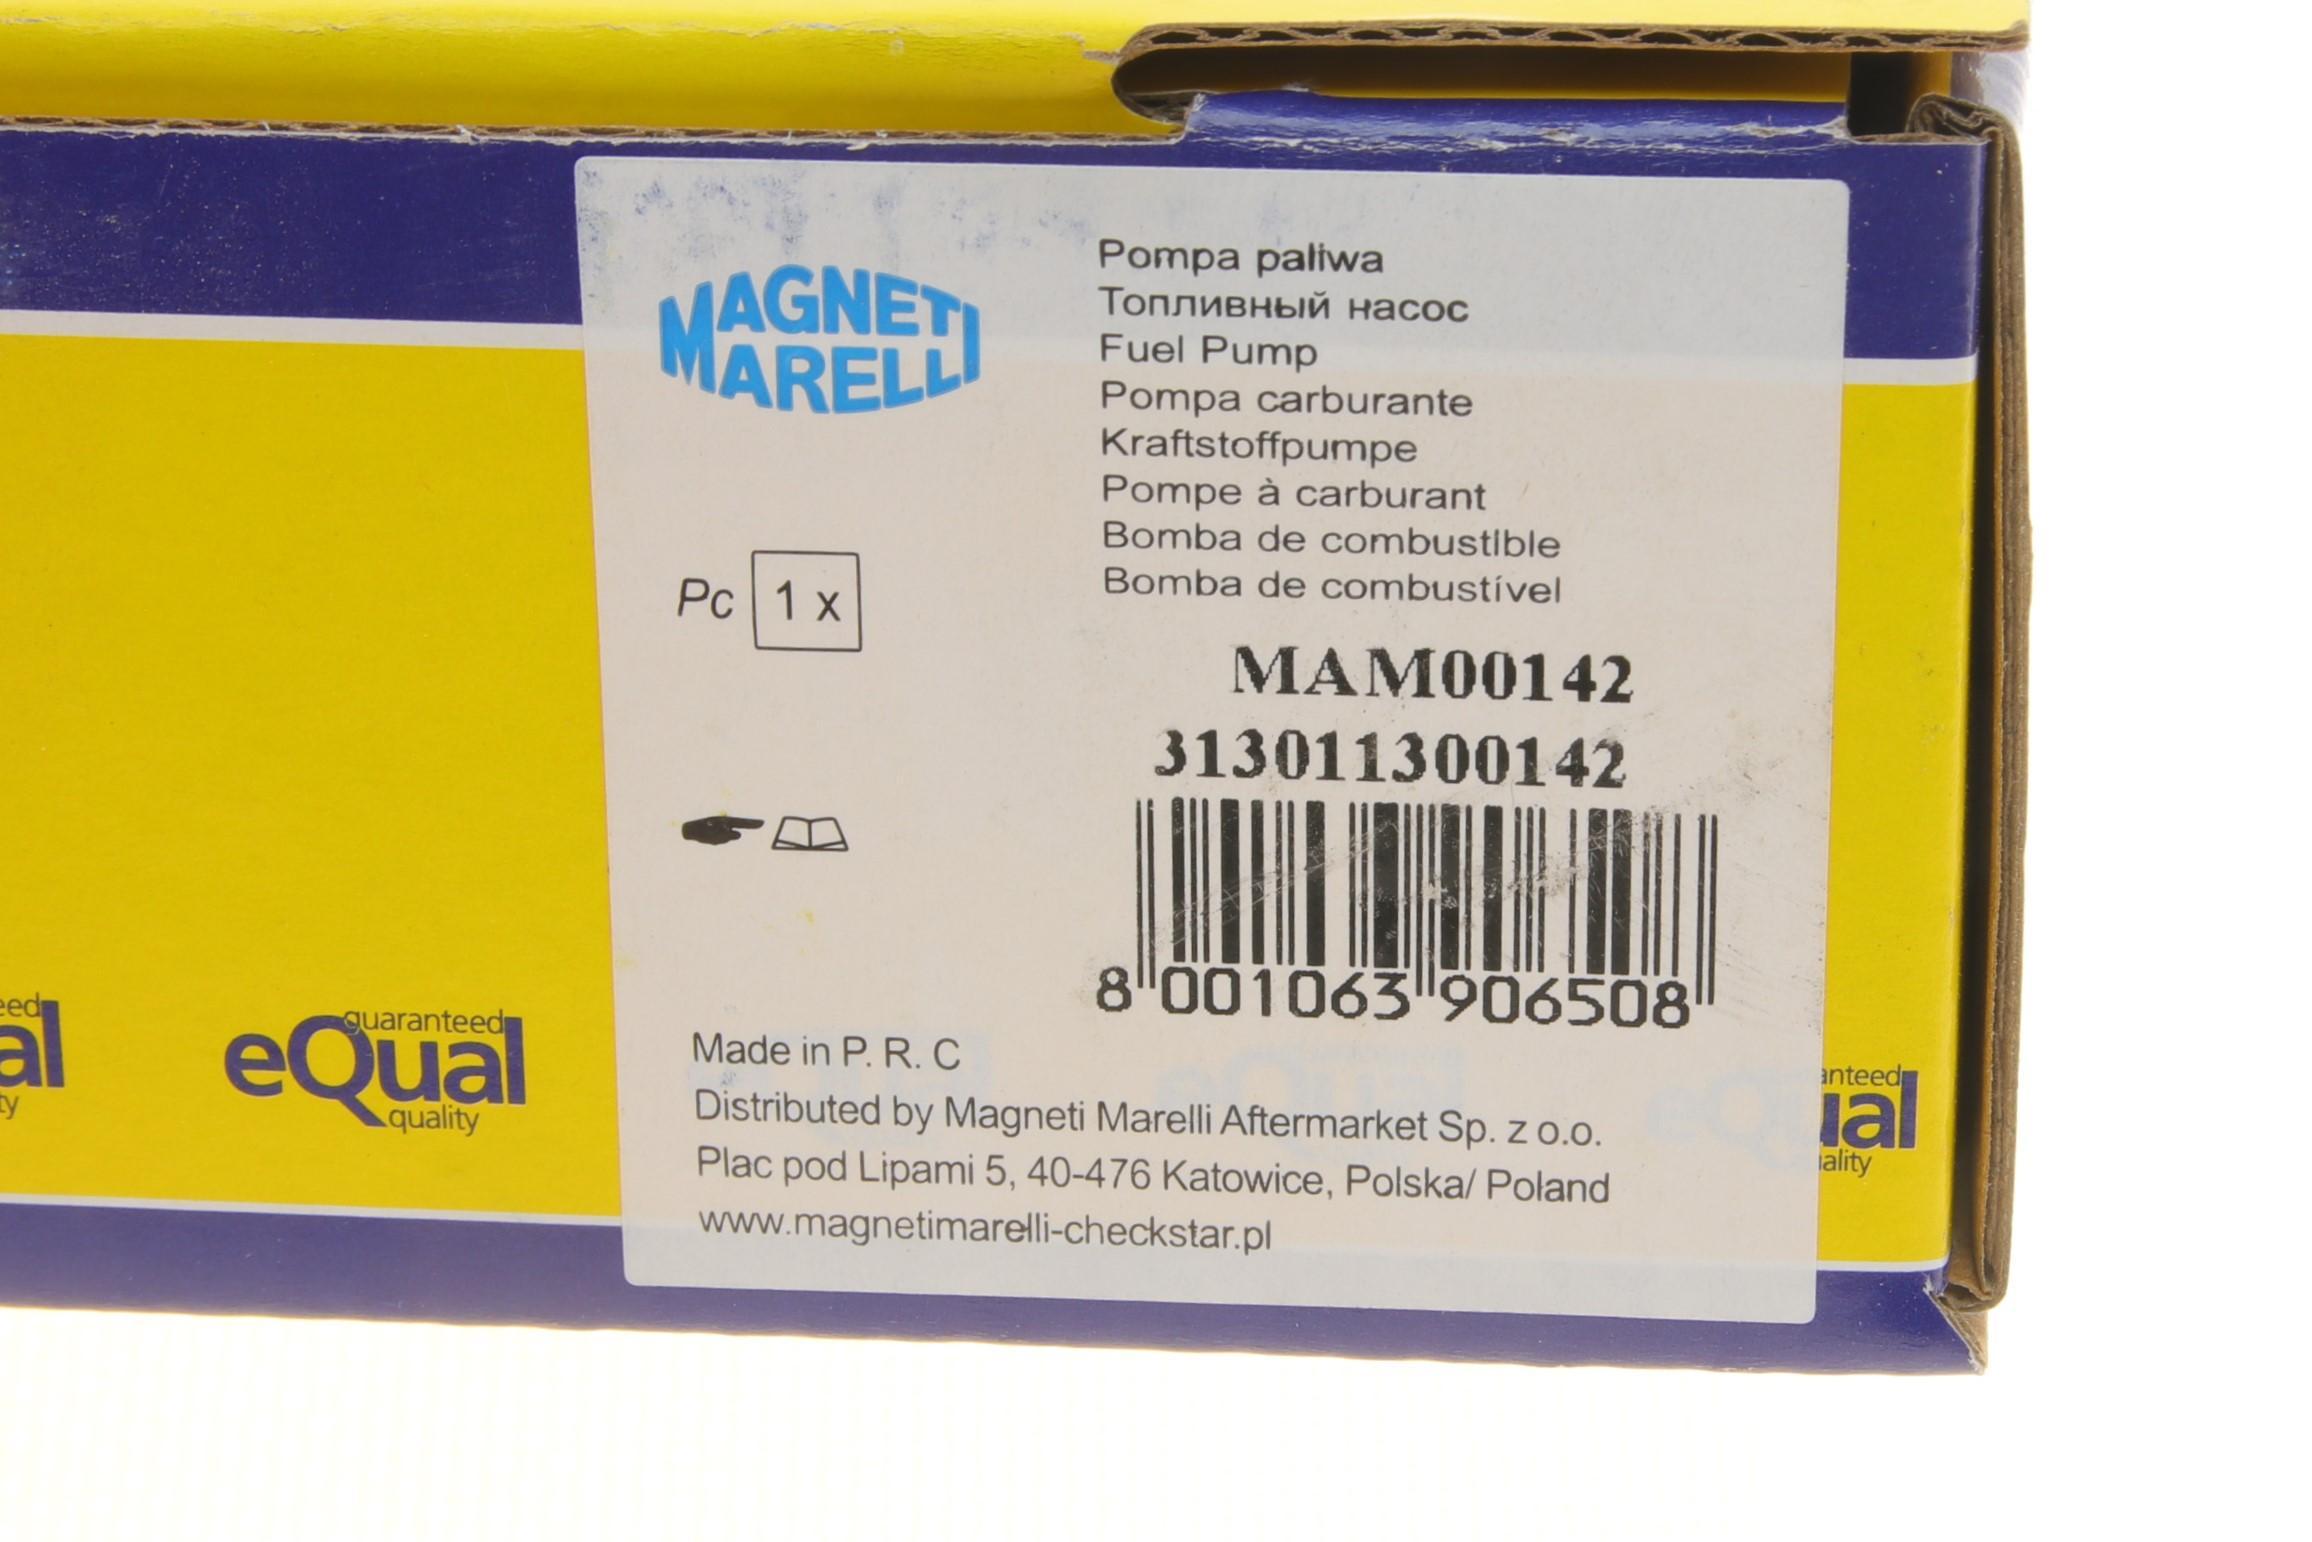 MAGNETI
MARELLI
Pompa paliwa
Топливный насос
Fuel Pump
Pompa carburante
Kraftstoffpumpe
Pompe à carburant
Bomba de combustible
Bomba de combustível
Pc 1 x
MAM00142
313011300142
8 001063 906508
Made in P. R. C
Distributed by Magneti Marelli Aftermarket Sp. z o.o.
Plac pod Lipami 5, 40-476 Katowice, Polska/ Poland
www.magnetimarelli-checkstar.pl
guaranteed
eQual
quality